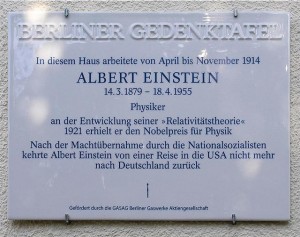 BERLINER GEDENKTAFEL
In diesem Haus arbeitete von April bis November 1914
ALBERT EINSTEIN
14.3.1879 – 18.4.1955
Physiker
an der Entwicklung seiner »Relativitätstheorie«
1921 erhielt er den Nobelpreis für Physik
Nach der Machtübernahme durch die Nationalsozialisten
kehrte Albert Einstein von einer Reise in die USA nicht mehr
nach Deutschland zurück
Gefördert durch die GASAG Berliner Gaswerke Aktiengesellschaft